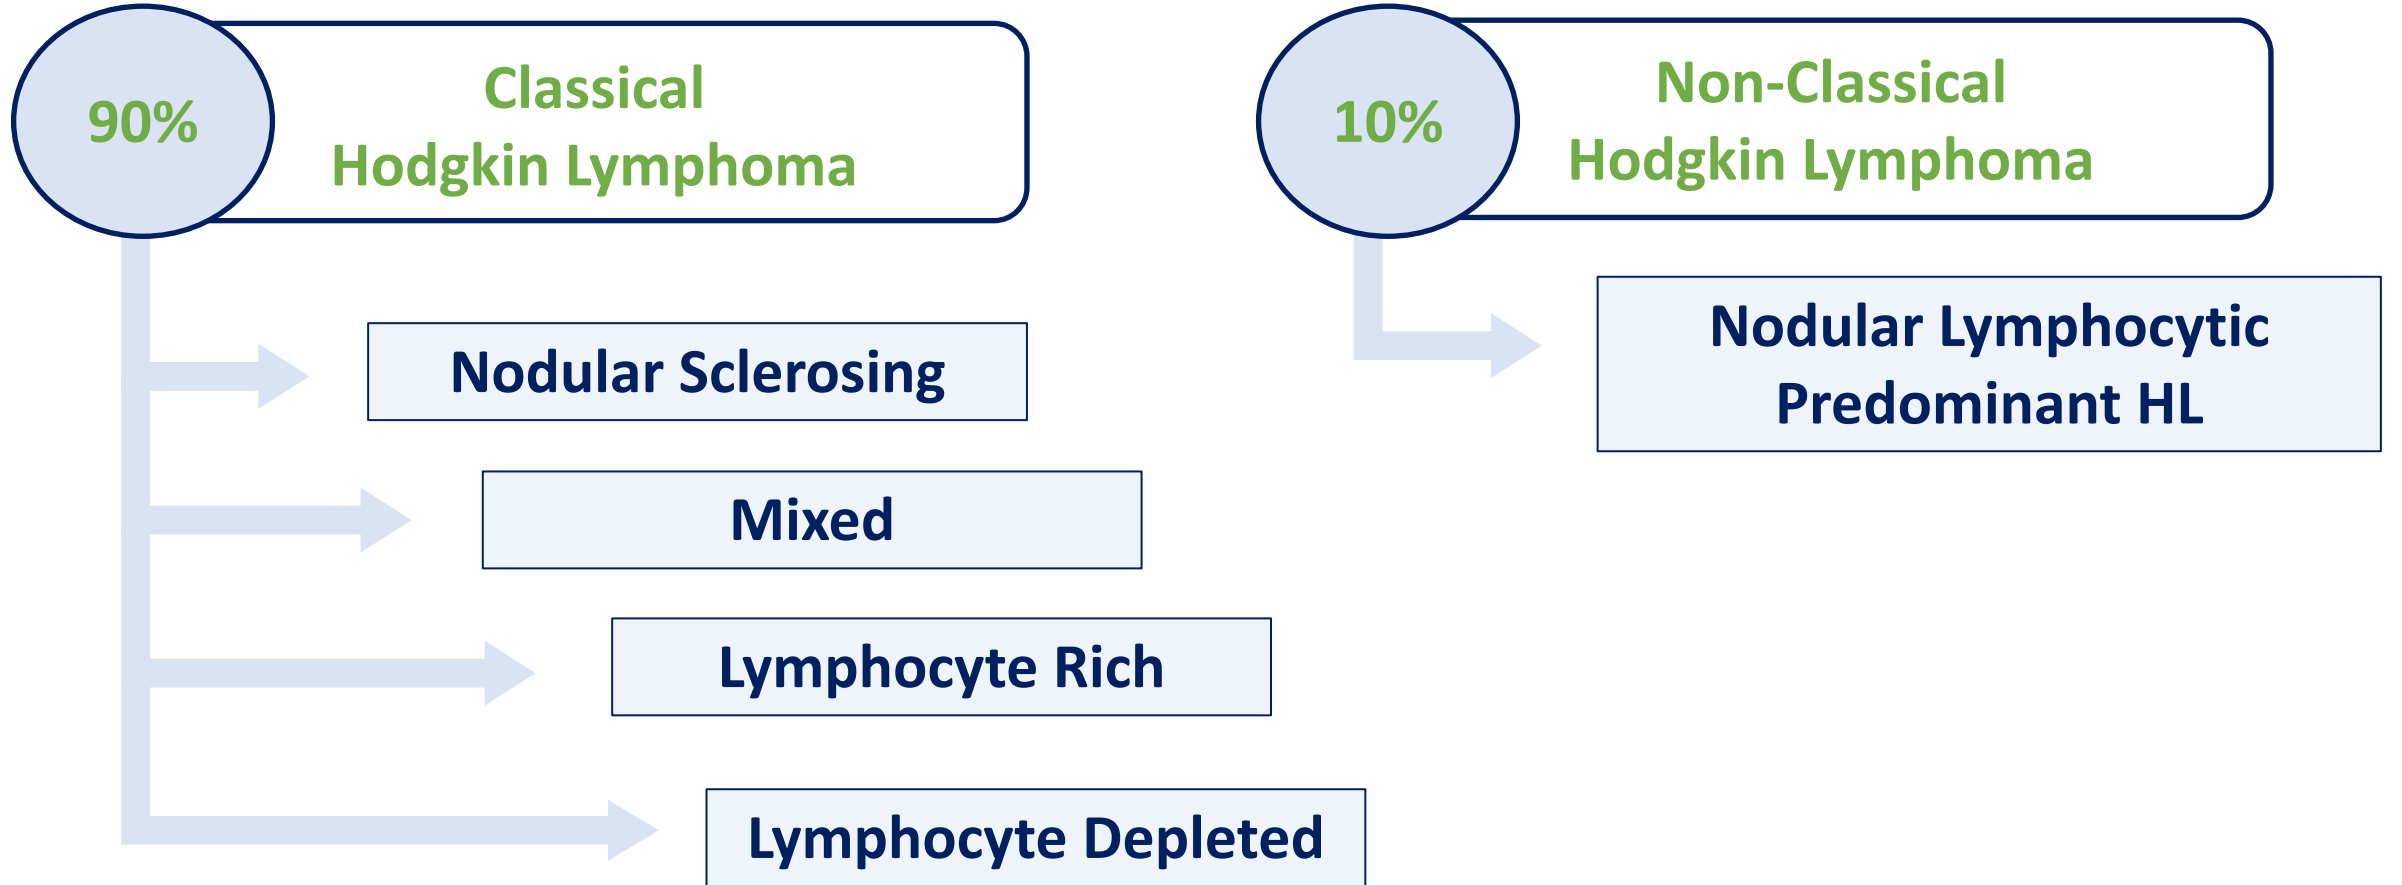 90%
Classical
Hodgkin Lymphoma
Nodular Sclerosing
Mixed
Lymphocyte Rich
Lymphocyte Depleted
10%
Non-Classical
Hodgkin Lymphoma
Nodular Lymphocytic
Predominant HL